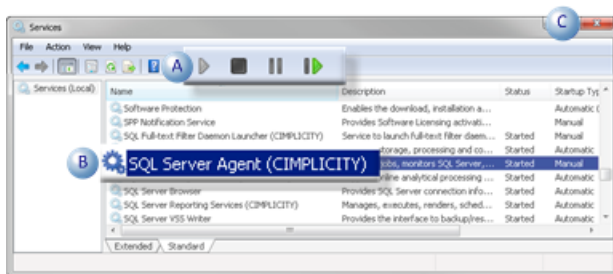 Services
C
File Action View Help
A
Services (Local)
Name Description Status Startup Typ
Software Protection Enables the download, installation a... Automatic (
SPP Notification Service Provides Software Licensing activati... Manual
SQL Full-text Filter Daemon Launcher (CIMPLICITY) Service to launch full-text filter daem... Started Manual
torage, processing and co... Started Automatic
B SQL Server Agent (CIMPLICITY) jobs, monitors SQL Server,... Started Manual
nline analytical processing ... Started Automatic
SQL Server Browser Provides SQL Server connection info... Started Automatic
SQL Server Reporting Services (CIMPLICITY) Manages, executes, renders, sched... Started Automatic
SQL Server VSS Writer Provides the interface to backup/res... Started Automatic
Extended Standard